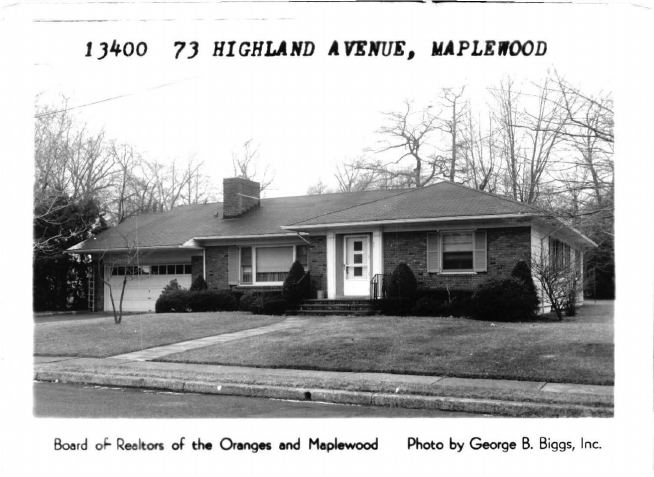 13400 73 HIGHLAND AVENUE, MAPLEWOOD
Board of Realtors of the Oranges and Maplewood Photo by George B. Biggs, Inc.